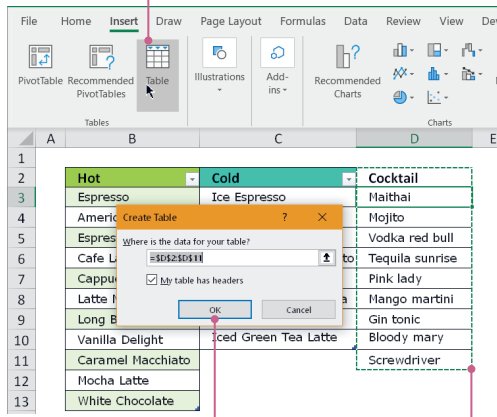 File Home Insert Draw Page Layout Formulas Data Review View
PivotTable Recommended PivotTables Table Illustrations Add-ins Recommended Charts
Tables Charts
A B C D E
1
2 Hot Cold Cocktail
3 Espresso Ice Espresso Maithai
4 Mojito
5 Vodka red bull
6 Tequila sunrise
7 Pink lady
8 Mango martini
9 Gin tonic
10 Vanilla Delight Iced Green Tea Latte Bloody mary
11 Caramel Macchiato Screwdriver
12 Mocha Latte
13 White Chocolate
Create Table ? ×
Where is the data for your table?
=$D$2:$D$11
My table has headers
OK Cancel